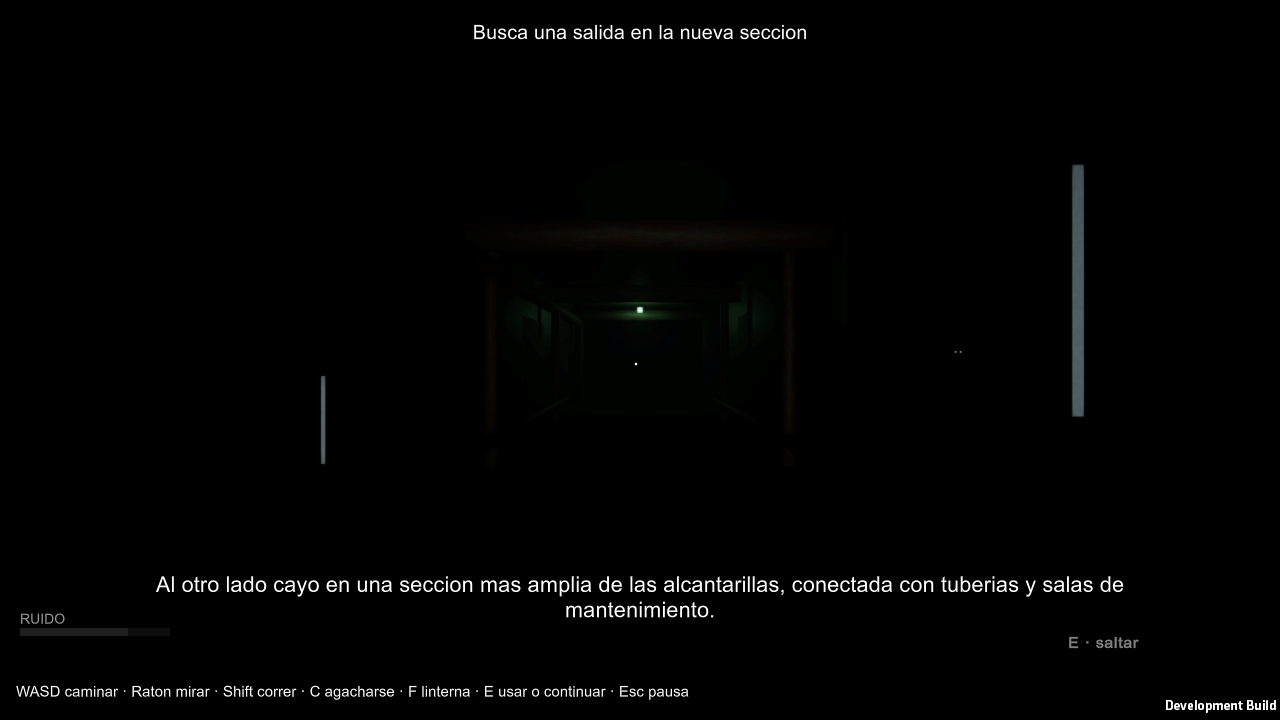 Busca una salida en la nueva seccion
Al otro lado cayo en una seccion mas amplia de las alcantarillas, conectada con tuberias y salas de
mantenimiento.
RUIDO
E · saltar
WASD caminar · Raton mirar · Shift correr · C agacharse · F linterna · E usar o continuar · Esc pausa
Development Build